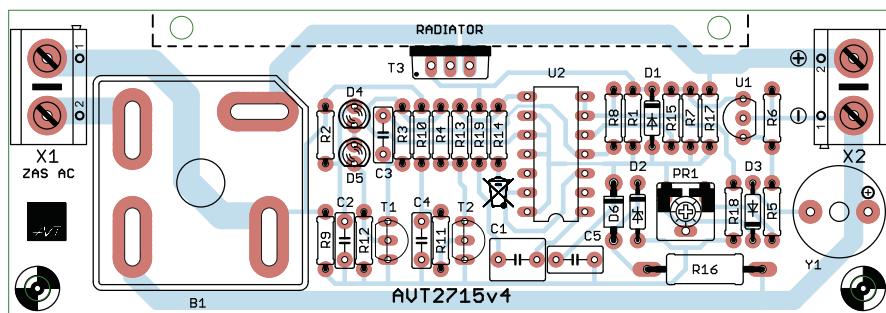 RADIATOR
T3
U2
D1
U1
D4
D5
R2
C3
R3
R10
R4
R13
R19
R14
R8
R1
R15
R7
R17
R6
1
2
X1
ZAS AC
2
1
X2
+
-
AVT
B1
R9
C2
R12
T1
C4
R11
T2
C1
C5
D6
D2
PR1
R18
D3
R5
Y1
+
R16
AVT2715v4